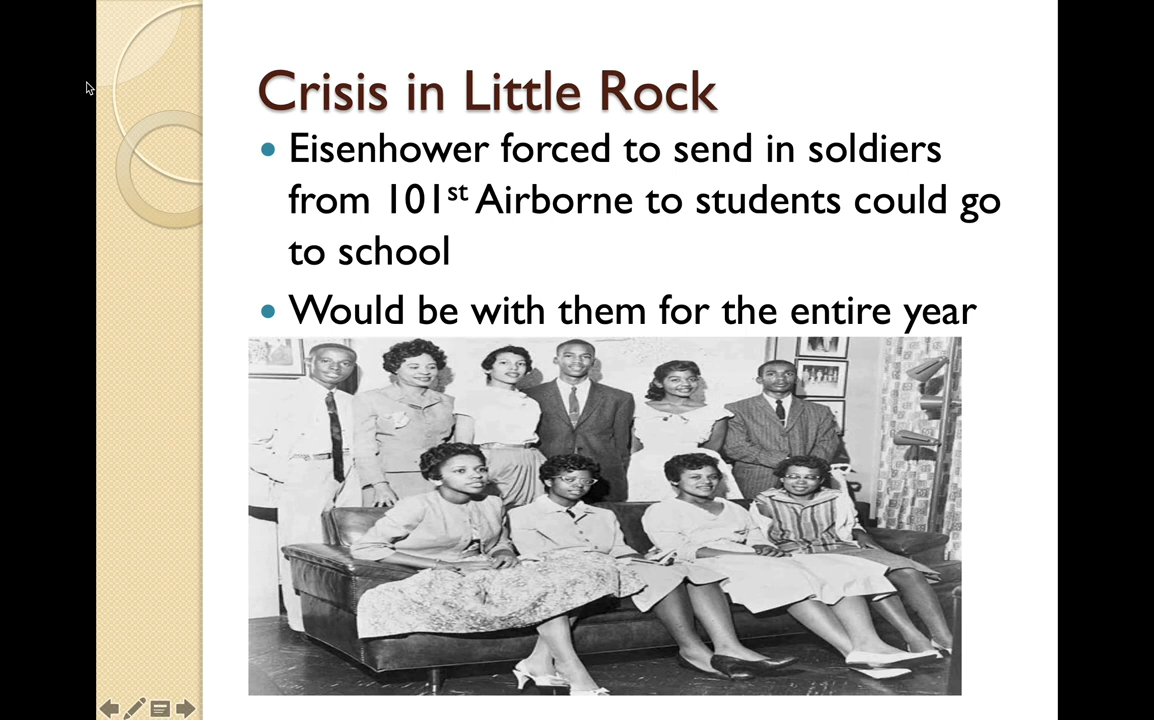 Crisis in Little Rock
Eisenhower forced to send in soldiers
from 101st Airborne to students could go
to school
Would be with them for the entire year